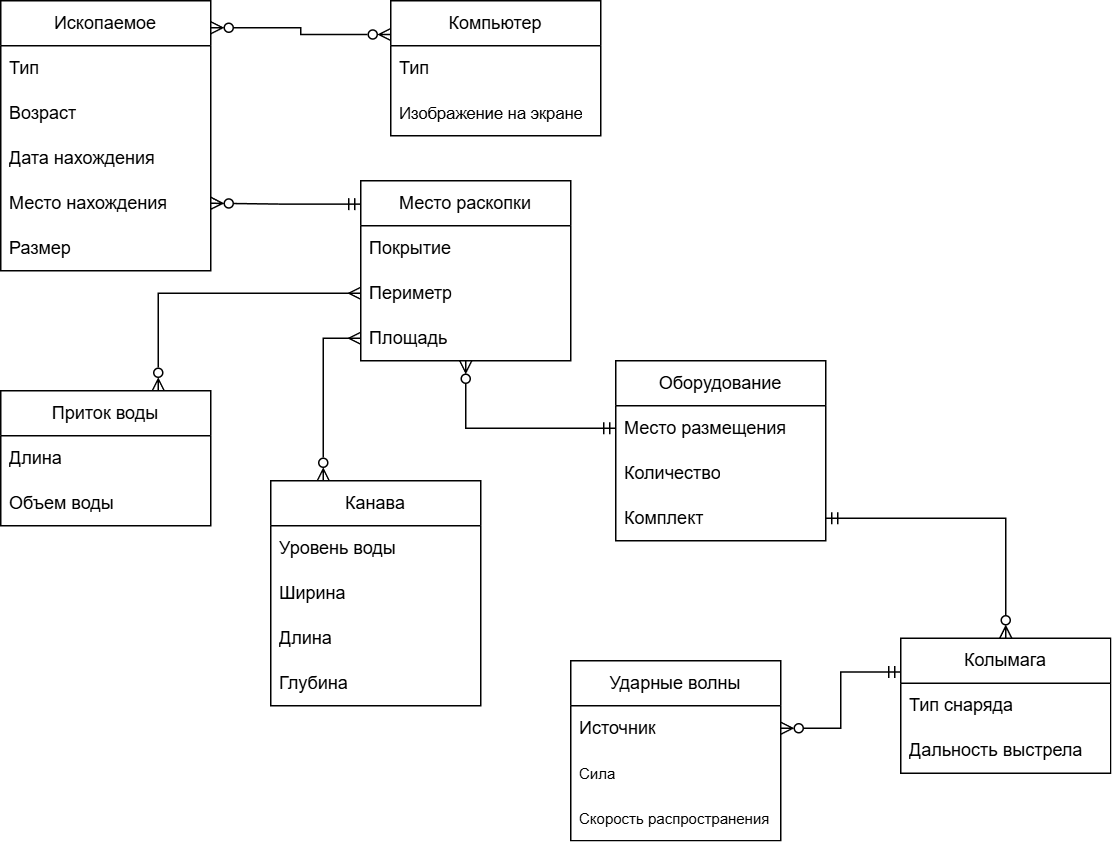 Ископаемое
Тип
Возраст
Дата нахождения
Место нахождения
Размер
Компьютер
Тип
Изображение на экране
Место раскопки
Покрытие
Периметр
Площадь
Приток воды
Длина
Объем воды
Канава
Уровень воды
Ширина
Длина
Глубина
Оборудование
Место размещения
Количество
Комплект
Ударные волны
Источник
Сила
Скорость распространения
Колымага
Тип снаряда
Дальность выстрела